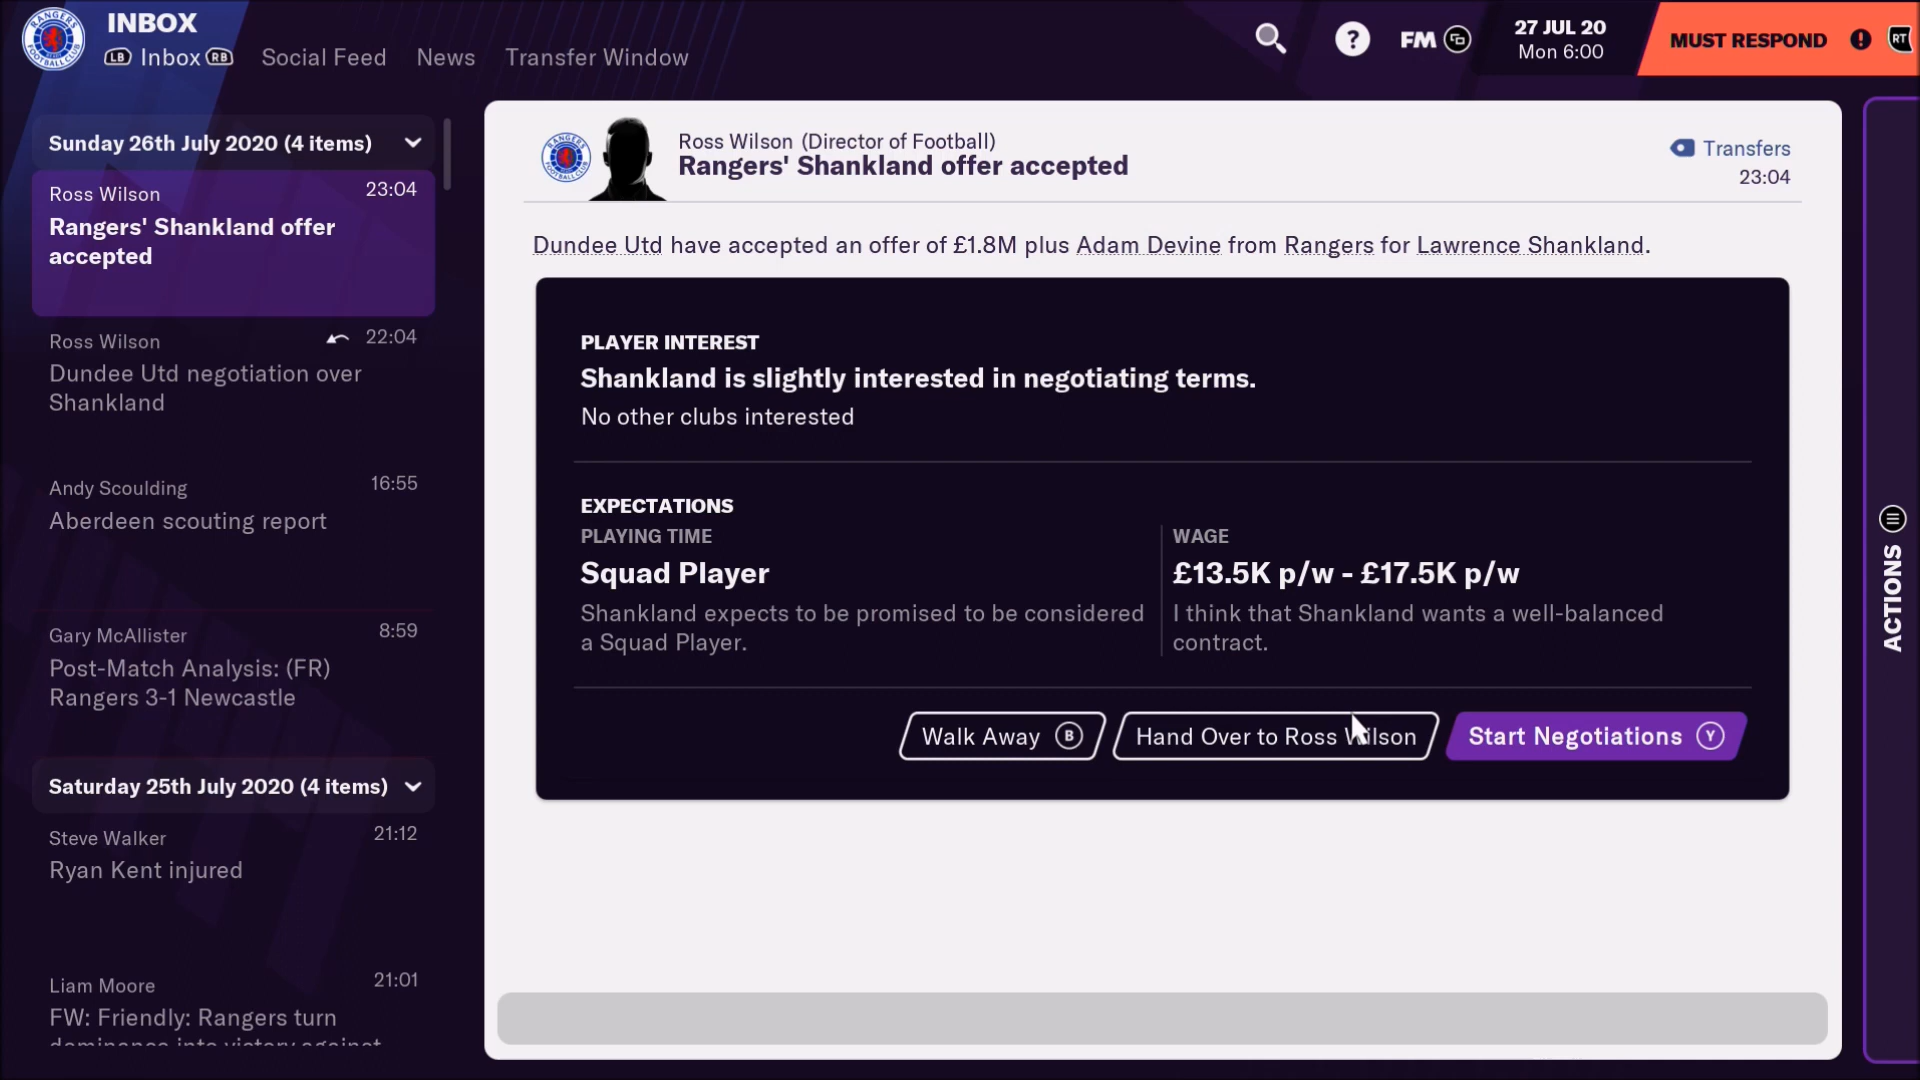 INBOX
LB Inbox RB
Social Feed
News
Transfer Window
?
FM
27 JUL 20
Mon 6:00
MUST RESPOND
RT
RANGERS
FOOTBALL CLUB
Sunday 26th July 2020 (4 items)
Ross Wilson
23:04
Rangers' Shankland offer
accepted
Ross Wilson
22:04
Dundee Utd negotiation over
Shankland
Andy Scoulding
16:55
Aberdeen scouting report
Gary McAllister
8:59
Post-Match Analysis: (FR)
Rangers 3-1 Newcastle
Saturday 25th July 2020 (4 items)
Steve Walker
21:12
Ryan Kent injured
Liam Moore
21:01
FW: Friendly: Rangers turn
dominance into victory against
Ross Wilson (Director of Football)
Rangers' Shankland offer accepted
Transfers
23:04
Dundee Utd have accepted an offer of £1.8M plus Adam Devine from Rangers for Lawrence Shankland.
PLAYER INTEREST
Shankland is slightly interested in negotiating terms.
No other clubs interested
EXPECTATIONS
PLAYING TIME
Squad Player
Shankland expects to be promised to be considered
a Squad Player.
WAGE
£13.5K p/w - £17.5K p/w
I think that Shankland wants a well-balanced
contract.
Walk Away B
Hand Over to Ross Wilson
Start Negotiations Y
ACTIONS